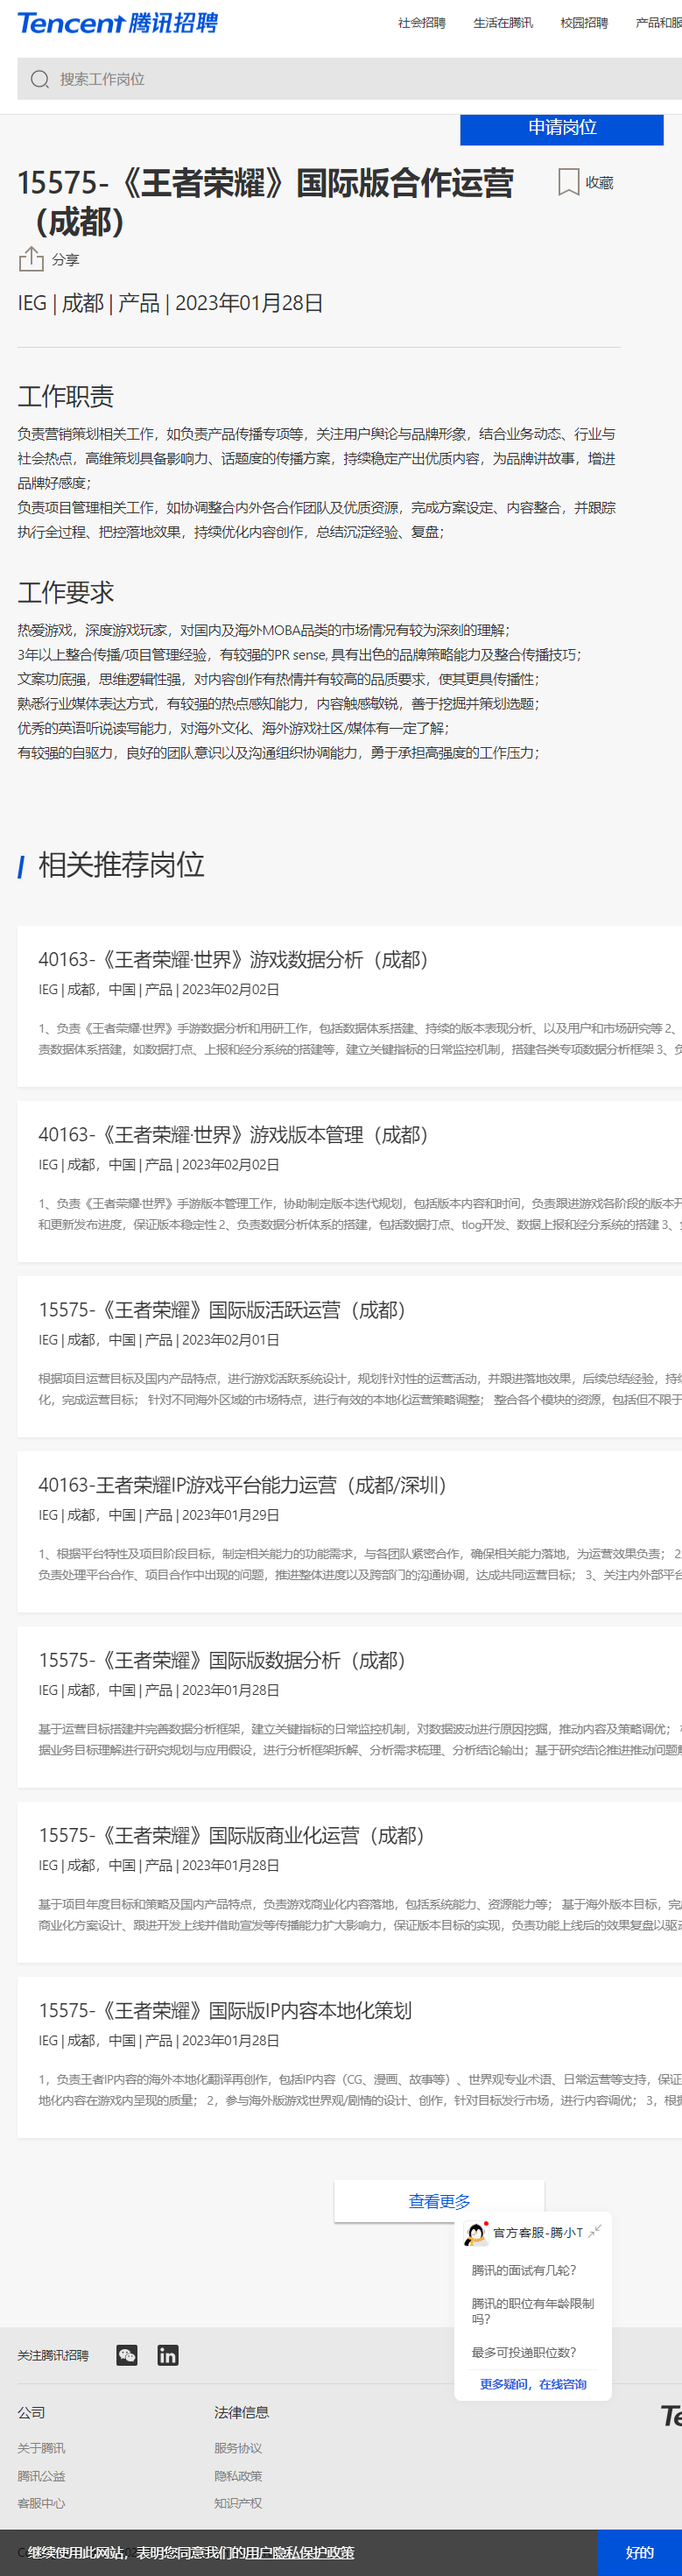 Tencent 腾讯招聘
社会招聘 生活在腾讯 校园招聘 产品和服
搜索工作岗位
申请岗位
15575-《王者荣耀》国际版合作运营
（成都）
收藏
分享
IEG | 成都 | 产品 | 2023年01月28日
工作职责
负责营销策划相关工作，如负责产品传播专项等，关注用户舆论与品牌形象，结合业务动态、行业与
社会热点，高维策划具备影响力、话题度的传播方案，持续稳定产出优质内容，为品牌讲故事，增进
品牌好感度；
负责项目管理相关工作，如协调整合内外各合作团队及优质资源，完成方案设定、内容整合，并跟踪
执行全过程、把控落地效果，持续优化内容创作，总结沉淀经验、复盘；
工作要求
热爱游戏，深度游戏玩家，对国内及海外MOBA品类的市场情况有较为深刻的理解；
3年以上整合传播/项目管理经验，有较强的PR sense, 具有出色的品牌策略能力及整合传播技巧；
文案功底强，思维逻辑性强，对内容创作有热情并有较高的品质要求，使其更具传播性；
熟悉行业媒体表达方式，有较强的热点感知能力，内容触感敏锐，善于挖掘并策划选题；
优秀的英语听说读写能力，对海外文化、海外游戏社区/媒体有一定了解；
有较强的自驱力，良好的团队意识以及沟通组织协调能力，勇于承担高强度的工作压力；
相关推荐岗位
40163-《王者荣耀·世界》游戏数据分析（成都）
IEG | 成都，中国 | 产品 | 2023年02月02日
1、负责《王者荣耀·世界》手游数据分析和用研工作，包括数据体系搭建、持续的版本表现分析、以及用户和市场研究等 2、
责数据体系搭建，如数据打点、上报和经分系统的搭建等，建立关键指标的日常监控机制，搭建各类专项数据分析框架 3、负
40163-《王者荣耀·世界》游戏版本管理（成都）
IEG | 成都，中国 | 产品 | 2023年02月02日
1、负责《王者荣耀·世界》手游版本管理工作，协助制定版本迭代规划，包括版本内容和时间，负责跟进游戏各阶段的版本开
和更新发布进度，保证版本稳定性 2、负责数据分析体系的搭建，包括数据打点、tlog开发、数据上报和经分系统的搭建 3、
15575-《王者荣耀》国际版活跃运营（成都）
IEG | 成都，中国 | 产品 | 2023年02月01日
根据项目运营目标及国内产品特点，进行游戏活跃系统设计，规划针对性的运营活动，并跟进落地效果，后续总结经验，持续
化，完成运营目标； 针对不同海外区域的市场特点，进行有效的本地化运营策略调整； 整合各个模块的资源，包括但不限于
40163-王者荣耀IP游戏平台能力运营（成都/深圳）
IEG | 成都，中国 | 产品 | 2023年01月29日
1、根据平台特性及项目阶段目标，制定相关能力的功能需求，与各团队紧密合作，确保相关能力落地，为运营效果负责； 2
负责处理平台合作、项目合作中出现的问题，推进整体进度以及跨部门的沟通协调，达成共同运营目标； 3、关注内外部平台
15575-《王者荣耀》国际版数据分析（成都）
IEG | 成都，中国 | 产品 | 2023年01月28日
基于运营目标搭建并完善数据分析框架，建立关键指标的日常监控机制，对数据波动进行原因挖掘，推动内容及策略调优；
据业务目标理解进行研究规划与应用假设，进行分析框架拆解、分析需求梳理、分析结论输出；基于研究结论推进推动问题解
15575-《王者荣耀》国际版商业化运营（成都）
IEG | 成都，中国 | 产品 | 2023年01月28日
基于项目年度目标和策略及国内产品特点，负责游戏商业化内容落地，包括系统能力、资源能力等； 基于海外版本目标，完成
商业化方案设计、跟进开发上线并借助宣发等传播能力扩大影响力，保证版本目标的实现，负责功能上线后的效果复盘以驱动
15575-《王者荣耀》国际版IP内容本地化策划
IEG | 成都，中国 | 产品 | 2023年01月28日
1，负责王者IP内容的海外本地化翻译再创作，包括IP内容（CG、漫画、故事等）、世界观专业术语、日常运营等支持，保证
地化内容在游戏内呈现的质量； 2，参与海外版游戏世界观/剧情的设计、创作，针对目标发行市场，进行内容调优； 3，根据
查看更多
官方客服-腾小T
腾讯的面试有几轮?
腾讯的职位有年龄限制
吗?
最多可投递职位数?
更多疑问，在线咨询
关注腾讯招聘
公司 法律信息
关于腾讯 服务协议
腾讯公益 隐私政策
客服中心 知识产权
继续使用此网站，表明您同意我们的用户隐私保护政策
好的